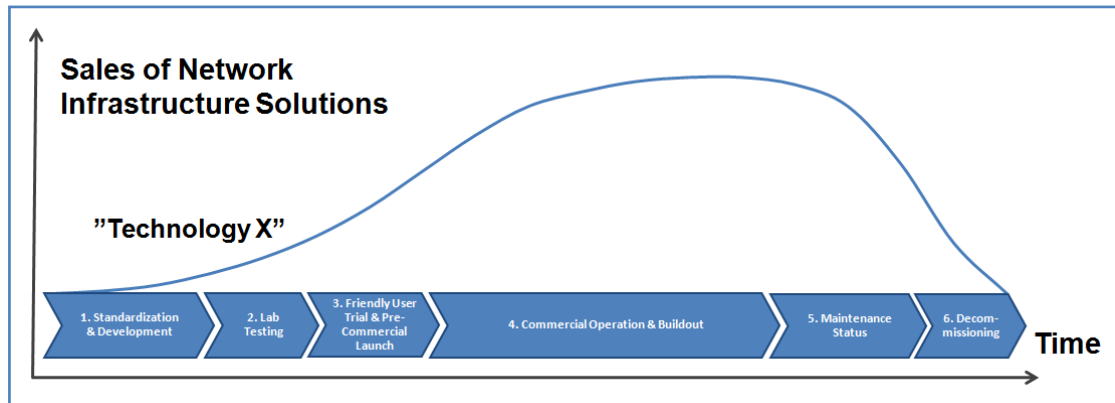 Sales of Network
Infrastructure Solutions
”Technology X”
1. Standardization
& Development
2. Lab
Testing
3. Friendly User
Trial & Pre-
Commercial
Launch
4. Commercial Operation & Buildout
5. Maintenance
Status
6. Decom-
missioning
Time